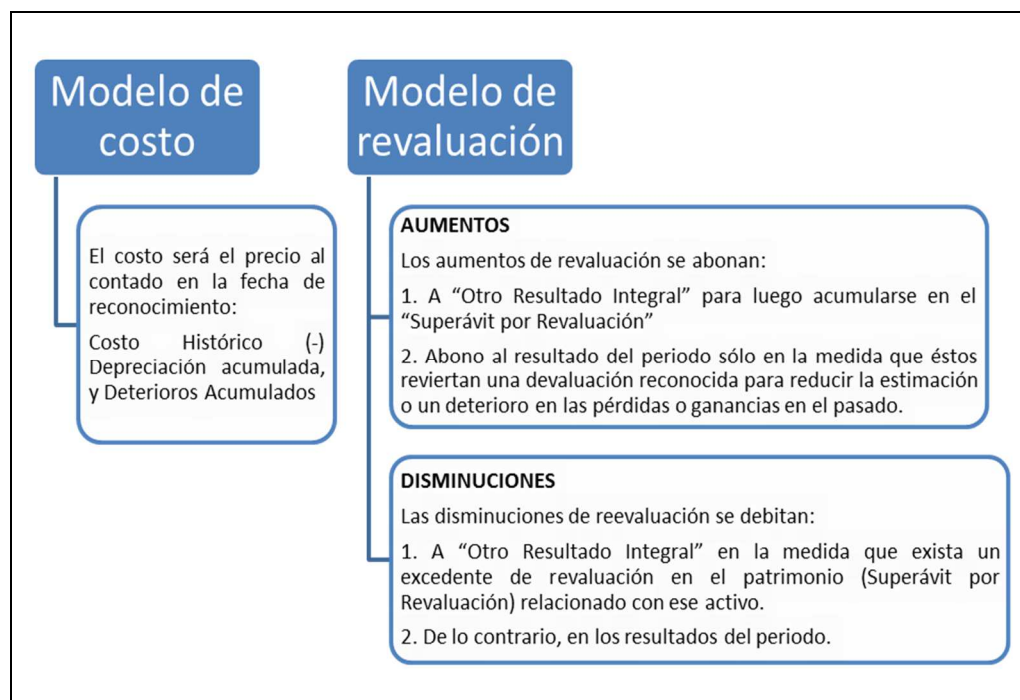 Modelo de
costo
El costo será el precio al
contado en la fecha de
reconocimiento:
Costo Histórico (-)
Depreciación acumulada,
y Deterioros Acumulados
Modelo de
revaluación
AUMENTOS
Los aumentos de revaluación se abonan:
1. A “Otro Resultado Integral” para luego acumularse en el
“Superávit por Revaluación”
2. Abono al resultado del periodo sólo en la medida que éstos
reviertan una devaluación reconocida para reducir la estimación
o un deterioro en las pérdidas o ganancias en el pasado.
DISMINUCIONES
Las disminuciones de reevaluación se debitan:
1. A “Otro Resultado Integral” en la medida que exista un
excedente de revaluación en el patrimonio (Superávit por
Revaluación) relacionado con ese activo.
2. De lo contrario, en los resultados del periodo.